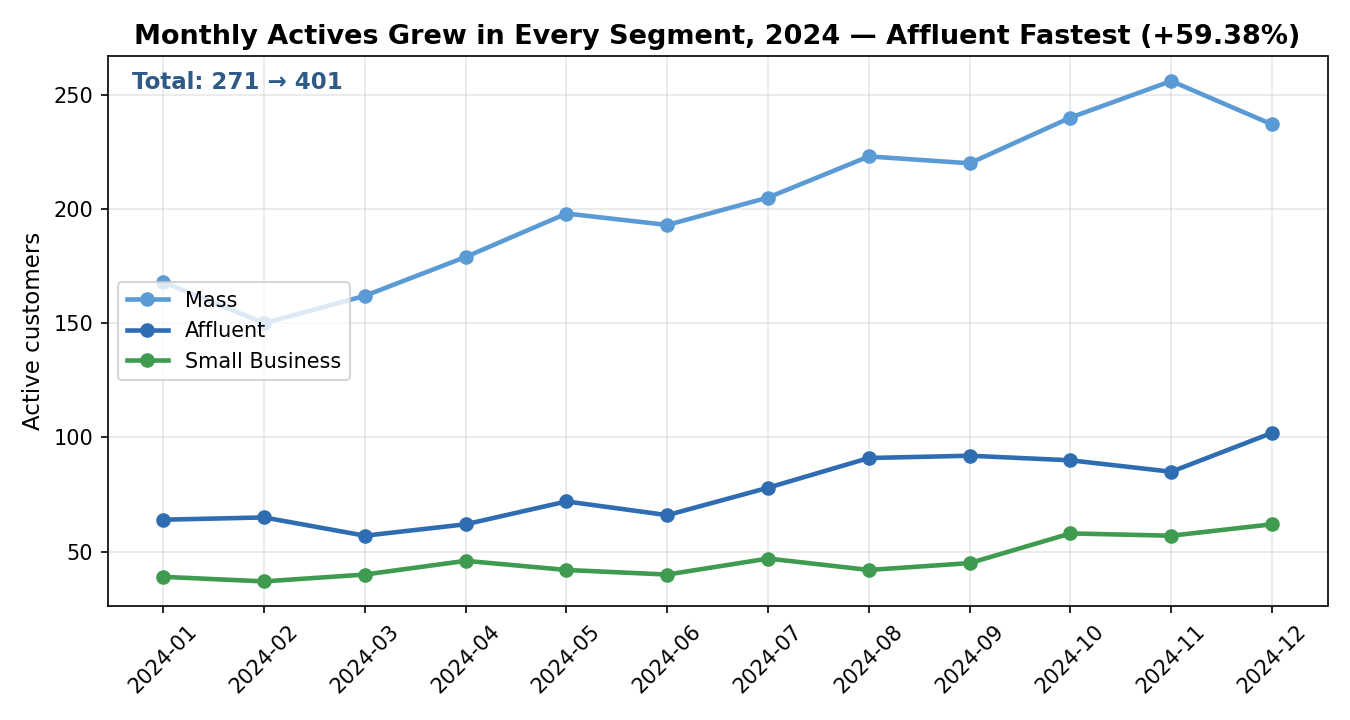 Monthly Actives Grew in Every Segment, 2024 — Affluent Fastest (+59.38%)
Total: 271 → 401
250
200
150
100
50
Active customers
Mass
Affluent
Small Business
2024-01
2024-02
2024-03
2024-04
2024-05
2024-06
2024-07
2024-08
2024-09
2024-10
2024-11
2024-12